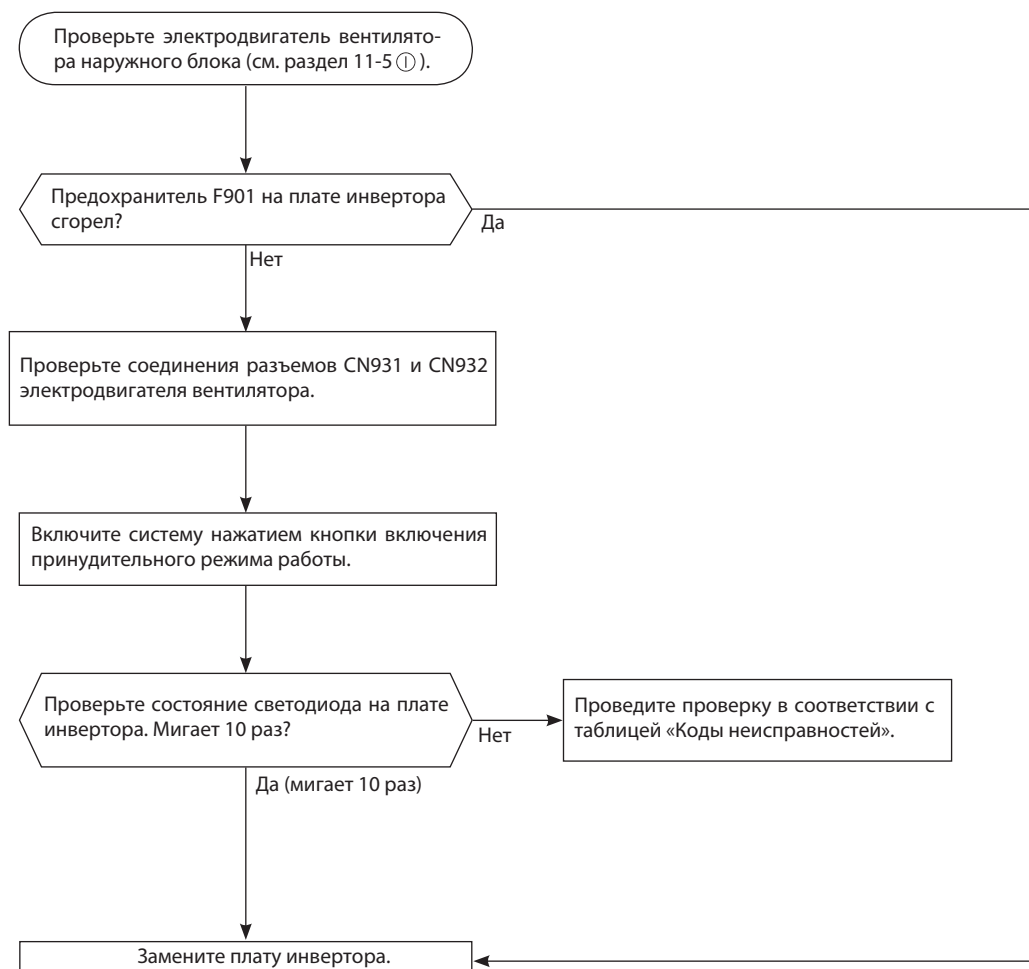 Проверьте электродвигатель вентилято-
ра наружного блока (см. раздел 11-5 Ⓘ ).
Предохранитель F901 на плате инвертора
сгорел?
Да
Нет
Проверьте соединения разъемов CN931 и CN932
электродвигателя вентилятора.
Включите систему нажатием кнопки включения
принудительного режима работы.
Проверьте состояние светодиода на плате
инвертора. Мигает 10 раз?
Нет
Проведите проверку в соответствии с
таблицей «Коды неисправностей».
Да (мигает 10 раз)
Замените плату инвертора.